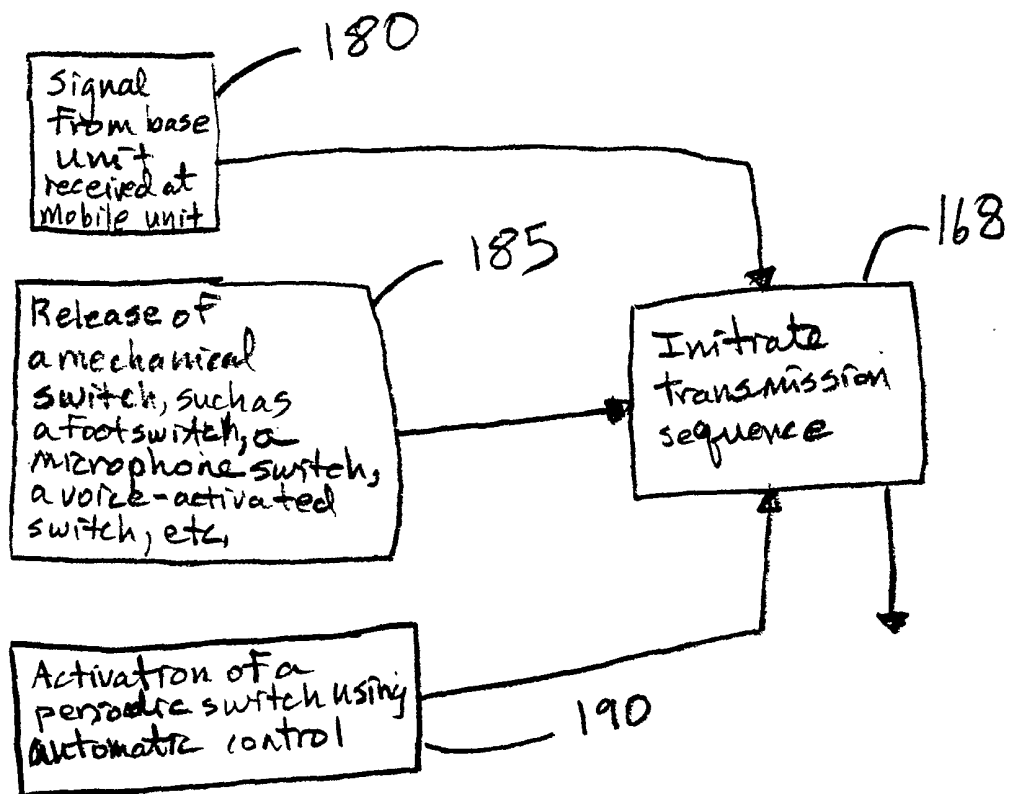 180
Signal
from base
unit
received at
Mobile unit
185
168
Release of
a mechanical
switch, such as
a footswitch, a
microphone switch,
a voice-activated
switch, etc.
Initiate
transmission
sequence
Activation of a
periodic switch using
automatic control
190